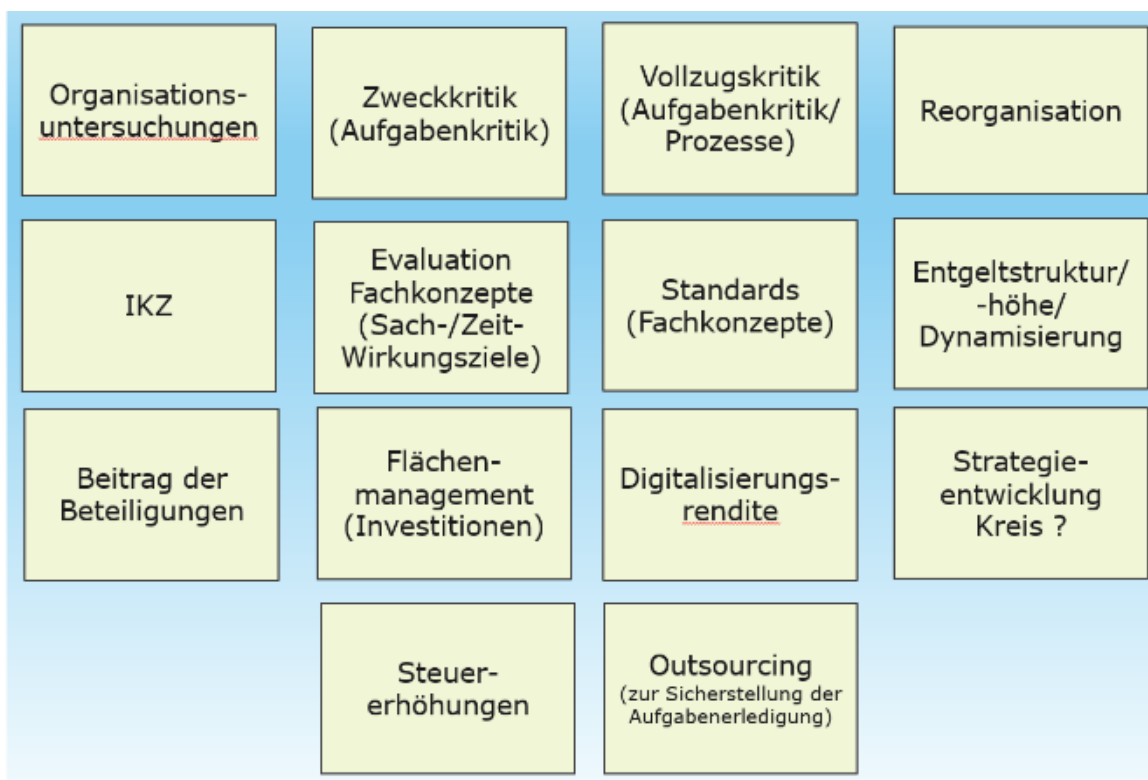 Organisations-
untersuchungen
Zweckkritik
(Aufgabenkritik)
Vollzugskritik
(Aufgabenkritik/
Prozesse)
Reorganisation
IKZ
Evaluation
Fachkonzepte
(Sach-/Zeit-
Wirkungsziele)
Standards
(Fachkonzepte)
Entgeltstruktur/
-höhe/
Dynamisierung
Beitrag der
Beteiligungen
Flächen-
management
(Investitionen)
Digitalisierungs-
rendite
Strategie-
entwicklung
Kreis ?
Steuer-
erhöhungen
Outsourcing
(zur Sicherstellung der
Aufgabenerledigung)